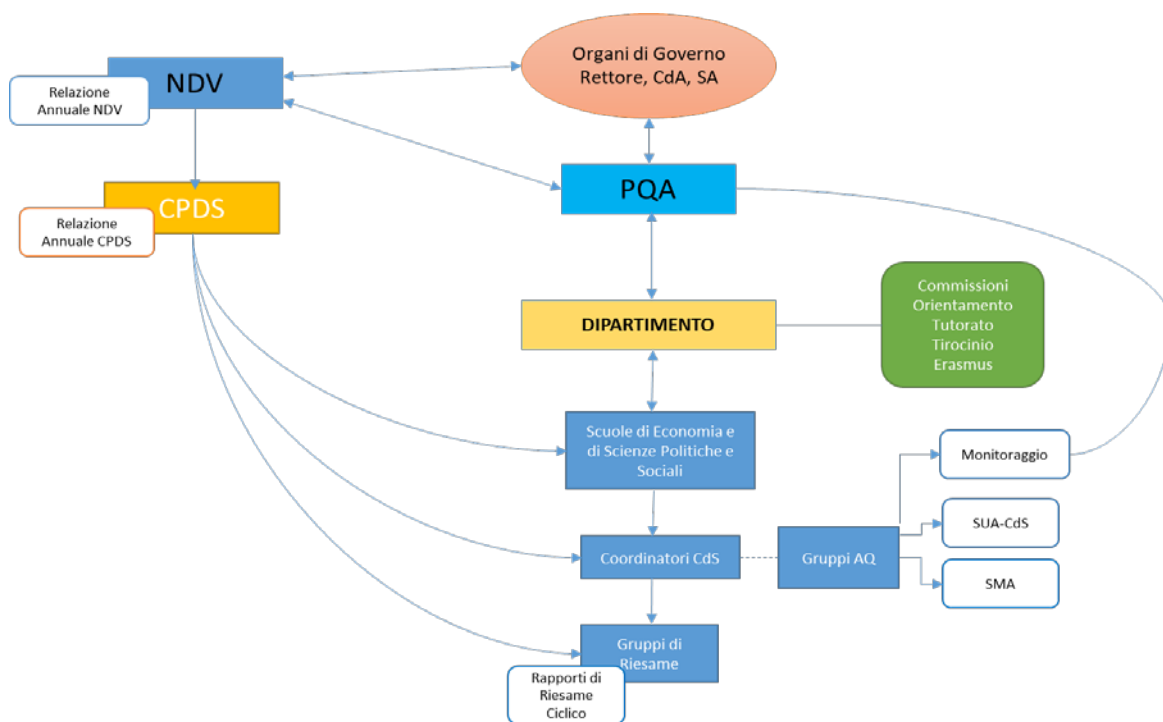 Organi di Governo
Rettore, CdA, SA
NDV
Relazione
Annuale NDV
PQA
CPDS
Relazione
Annuale CPDS
Commissioni
Orientamento
Tutorato
Tirocinio
Erasmus
DIPARTIMENTO
Scuole di Economia e
di Scienze Politiche e
Sociali
Monitoraggio
SUA-CdS
Coordinatori CdS
Gruppi AQ
SMA
Gruppi di
Riesame
Rapporti di
Riesame
Ciclico